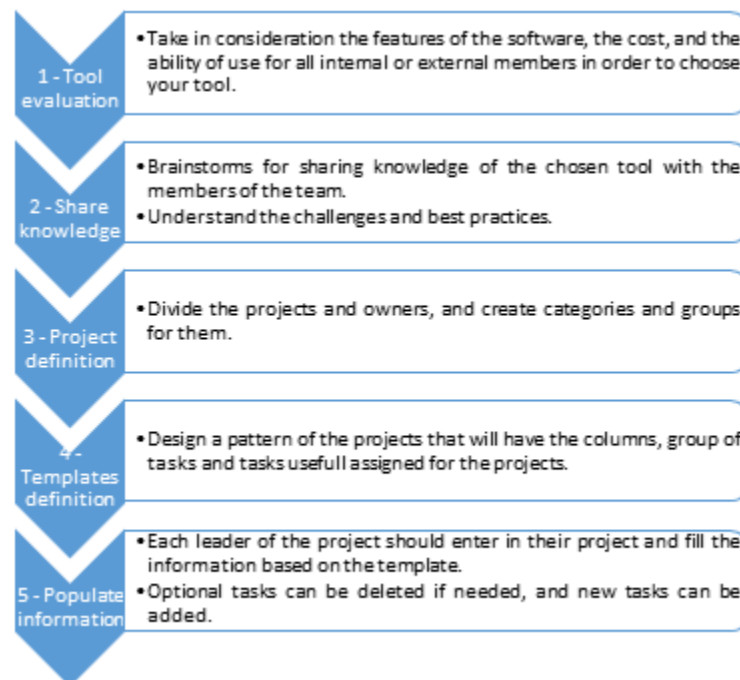 1 - Tool
evaluation
•Take in consideration the features of the software, the cost, and the
ability of use for all internal or external members in order to choose
your tool.
2 - Share
knowledge
•Brainstorms for sharing knowledge of the chosen tool with the
members of the team.
•Understand the challenges and best practices.
3 - Project
definition
•Divide the projects and owners, and create categories and groups
for them.
4 -
Templates
definition
•Design a pattern of the projects that will have the columns, group of
tasks and tasks usefull assigned for the projects.
5 - Populate
information
•Each leader of the project should enter in their project and fill the
information based on the template.
•Optional tasks can be deleted if needed, and new tasks can be
added.